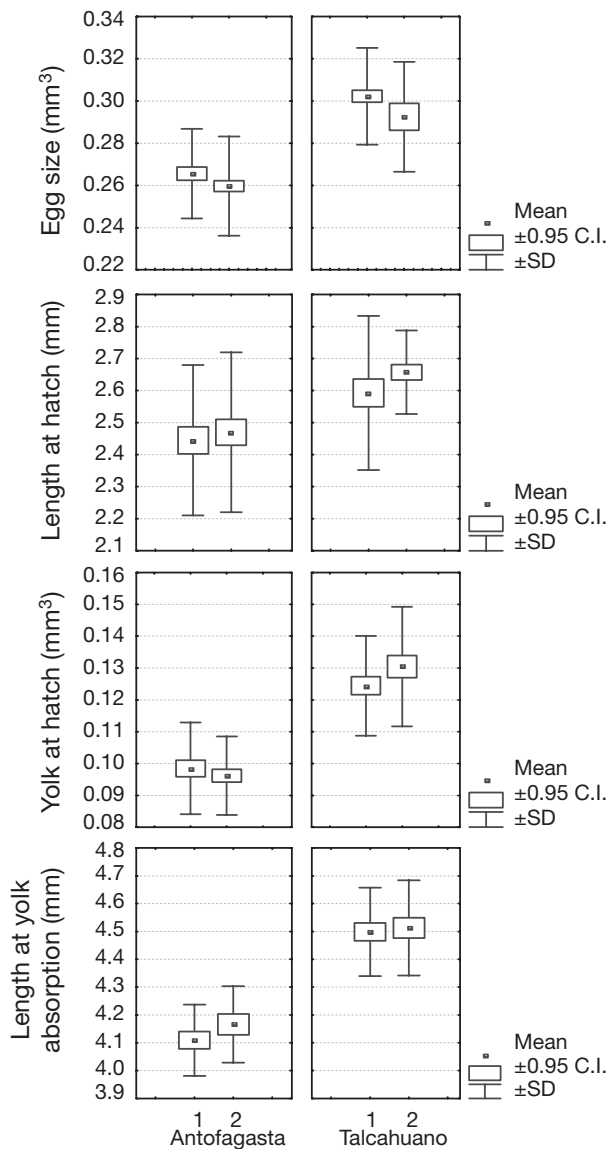 Egg size (mm³)
0.34
0.32
0.30
0.28
0.26
0.24
0.22
Mean
±0.95 C.I.
±SD
Length at hatch (mm)
2.9
2.8
2.7
2.6
2.5
2.4
2.3
2.2
2.1
Mean
±0.95 C.I.
±SD
Yolk at hatch (mm³)
0.16
0.15
0.14
0.13
0.12
0.11
0.10
0.09
0.08
Mean
±0.95 C.I.
±SD
Length at yolk
absorption (mm)
4.8
4.7
4.6
4.5
4.4
4.3
4.2
4.1
4.0
3.9
Mean
±0.95 C.I.
±SD
1 2 1 2
Antofagasta Talcahuano